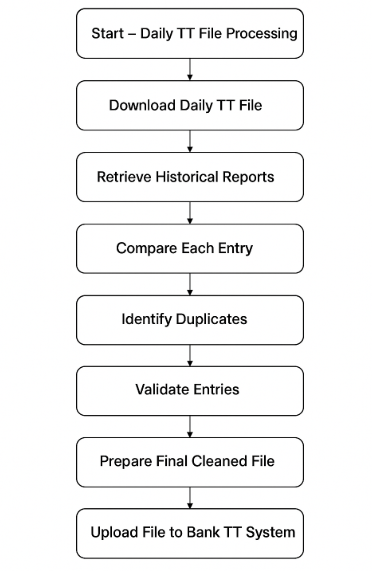 Start – Daily TT File Processing
Download Daily TT File
Retrieve Historical Reports
Compare Each Entry
Identify Duplicates
Validate Entries
Prepare Final Cleaned File
Upload File to Bank TT System